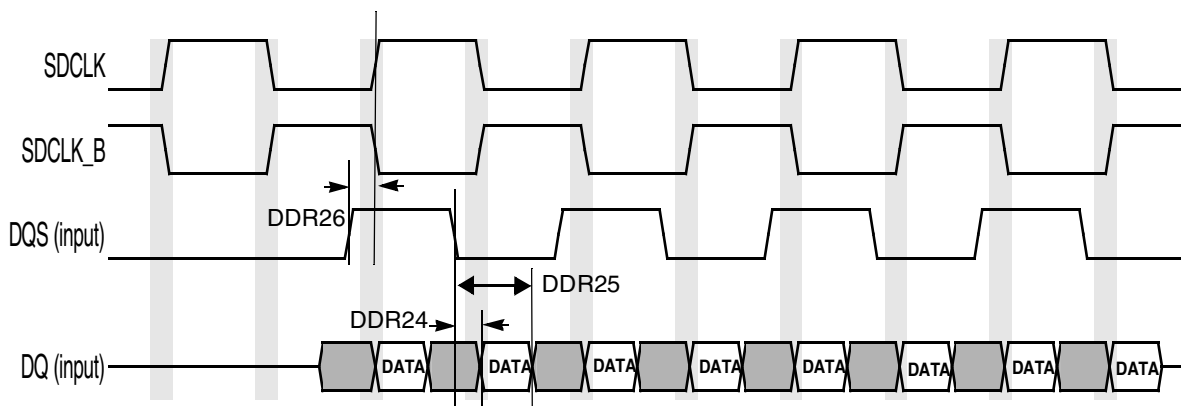 SDCLK
SDCLK_B
DDR26
DQS (input)
DDR25
DDR24
DQ (input)
DATA DATA DATA DATA DATA DATA DATA DATA